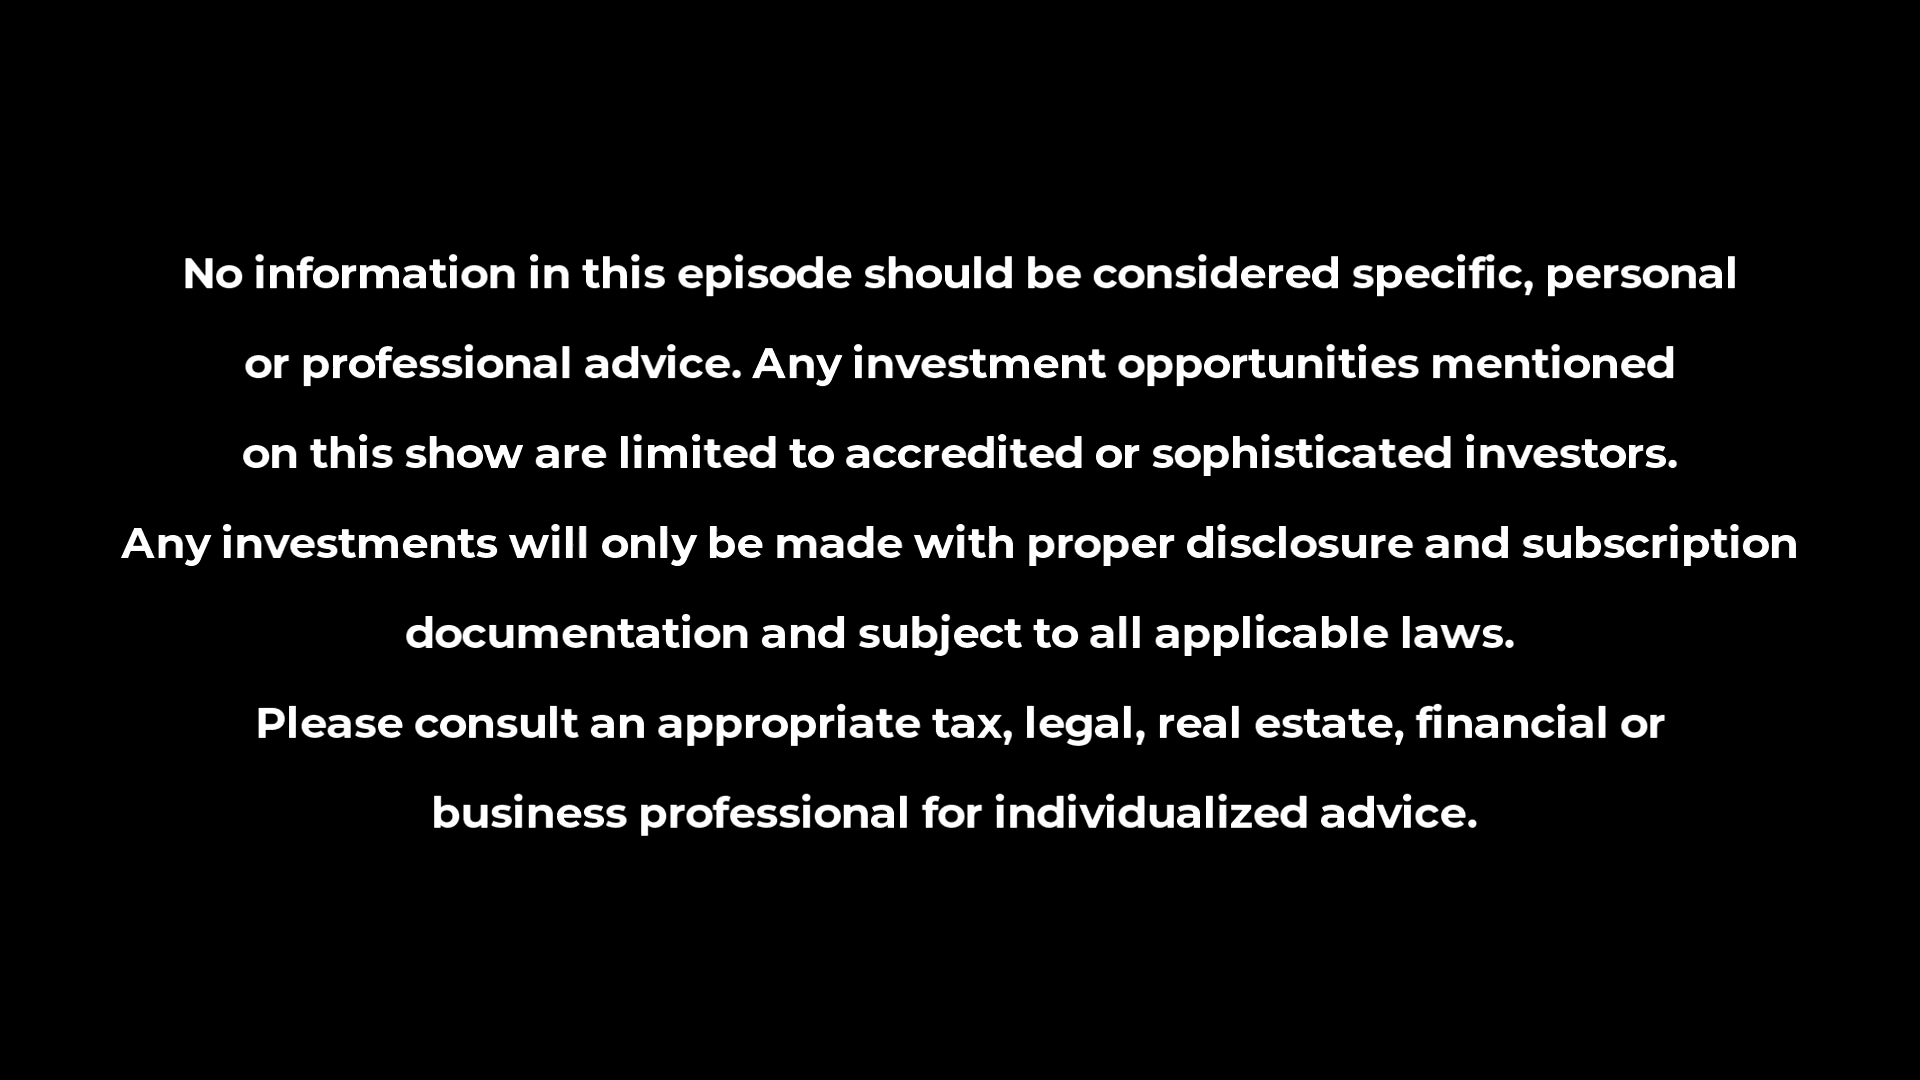 No information in this episode should be considered specific, personal
or professional advice. Any investment opportunities mentioned
on this show are limited to accredited or sophisticated investors.
Any investments will only be made with proper disclosure and subscription
documentation and subject to all applicable laws.
Please consult an appropriate tax, legal, real estate, financial or
business professional for individualized advice.